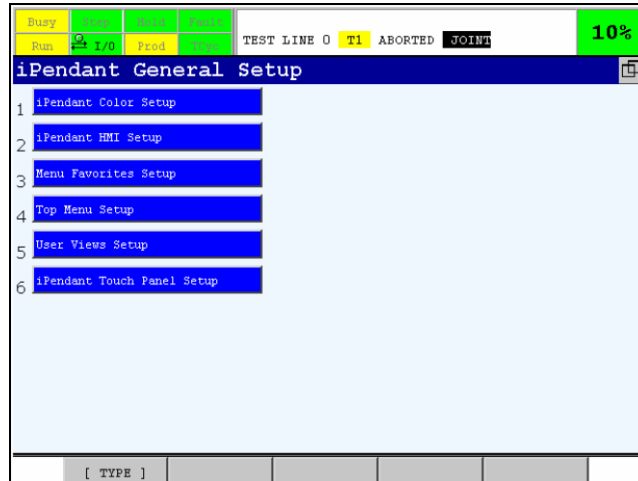 Busy Step Hold Fault
Run I/O Prod TCyc
TEST LINE 0 T1 ABORTED JOINT
10%
iPendant General Setup
1 iPendant Color Setup
2 iPendant HMI Setup
3 Menu Favorites Setup
4 Top Menu Setup
5 User Views Setup
6 iPendant Touch Panel Setup
[ TYPE ]